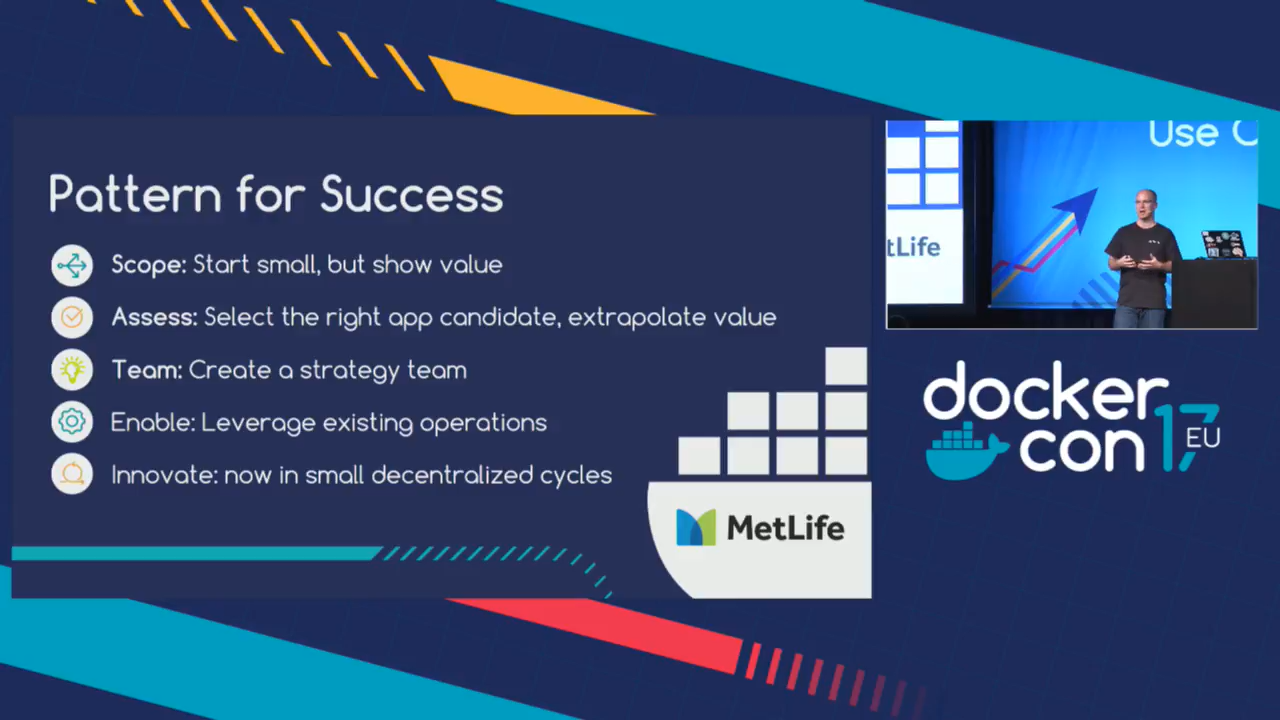 Pattern for Success
Scope: Start small, but show value
Assess: Select the right app candidate, extrapolate value
Team: Create a strategy team
Enable: Leverage existing operations
Innovate: now in small decentralized cycles
MetLife
Use C
tLife
docker
con 17 EU